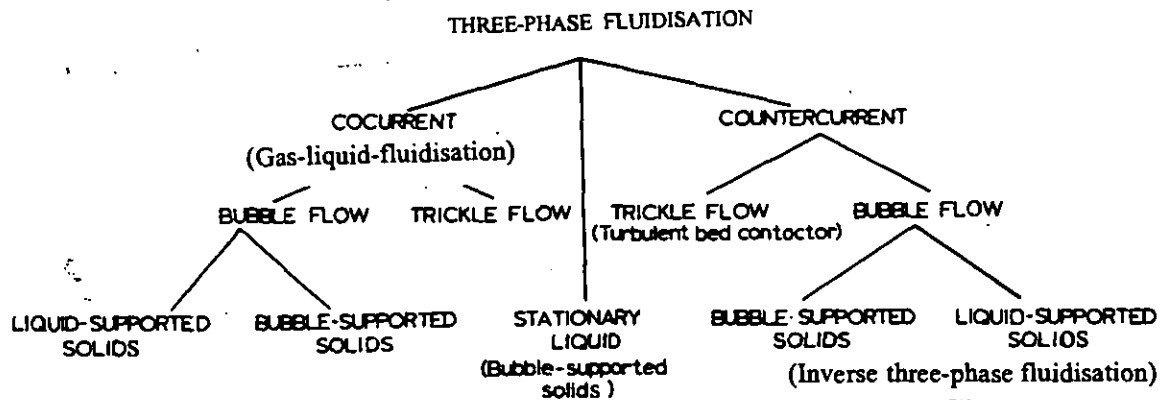 THREE-PHASE FLUIDISATION
COCURRENT
(Gas-liquid-fluidisation)
COUNTERCURRENT
BUBBLE FLOW
TRICKLE FLOW
TRICKLE FLOW
(Turbulent bed contoctor)
BUBBLE FLOW
LIQUID-SUPPORTED
SOLIDS
BUBBLE-SUPPORTED
SOLIDS
STATIONARY
LIQUID
(Bubble-supported
solids)
BUBBLE-SUPPORTED
SOLIDS
LIQUID-SUPPORTED
SOLIOS
(Inverse three-phase fluidisation)